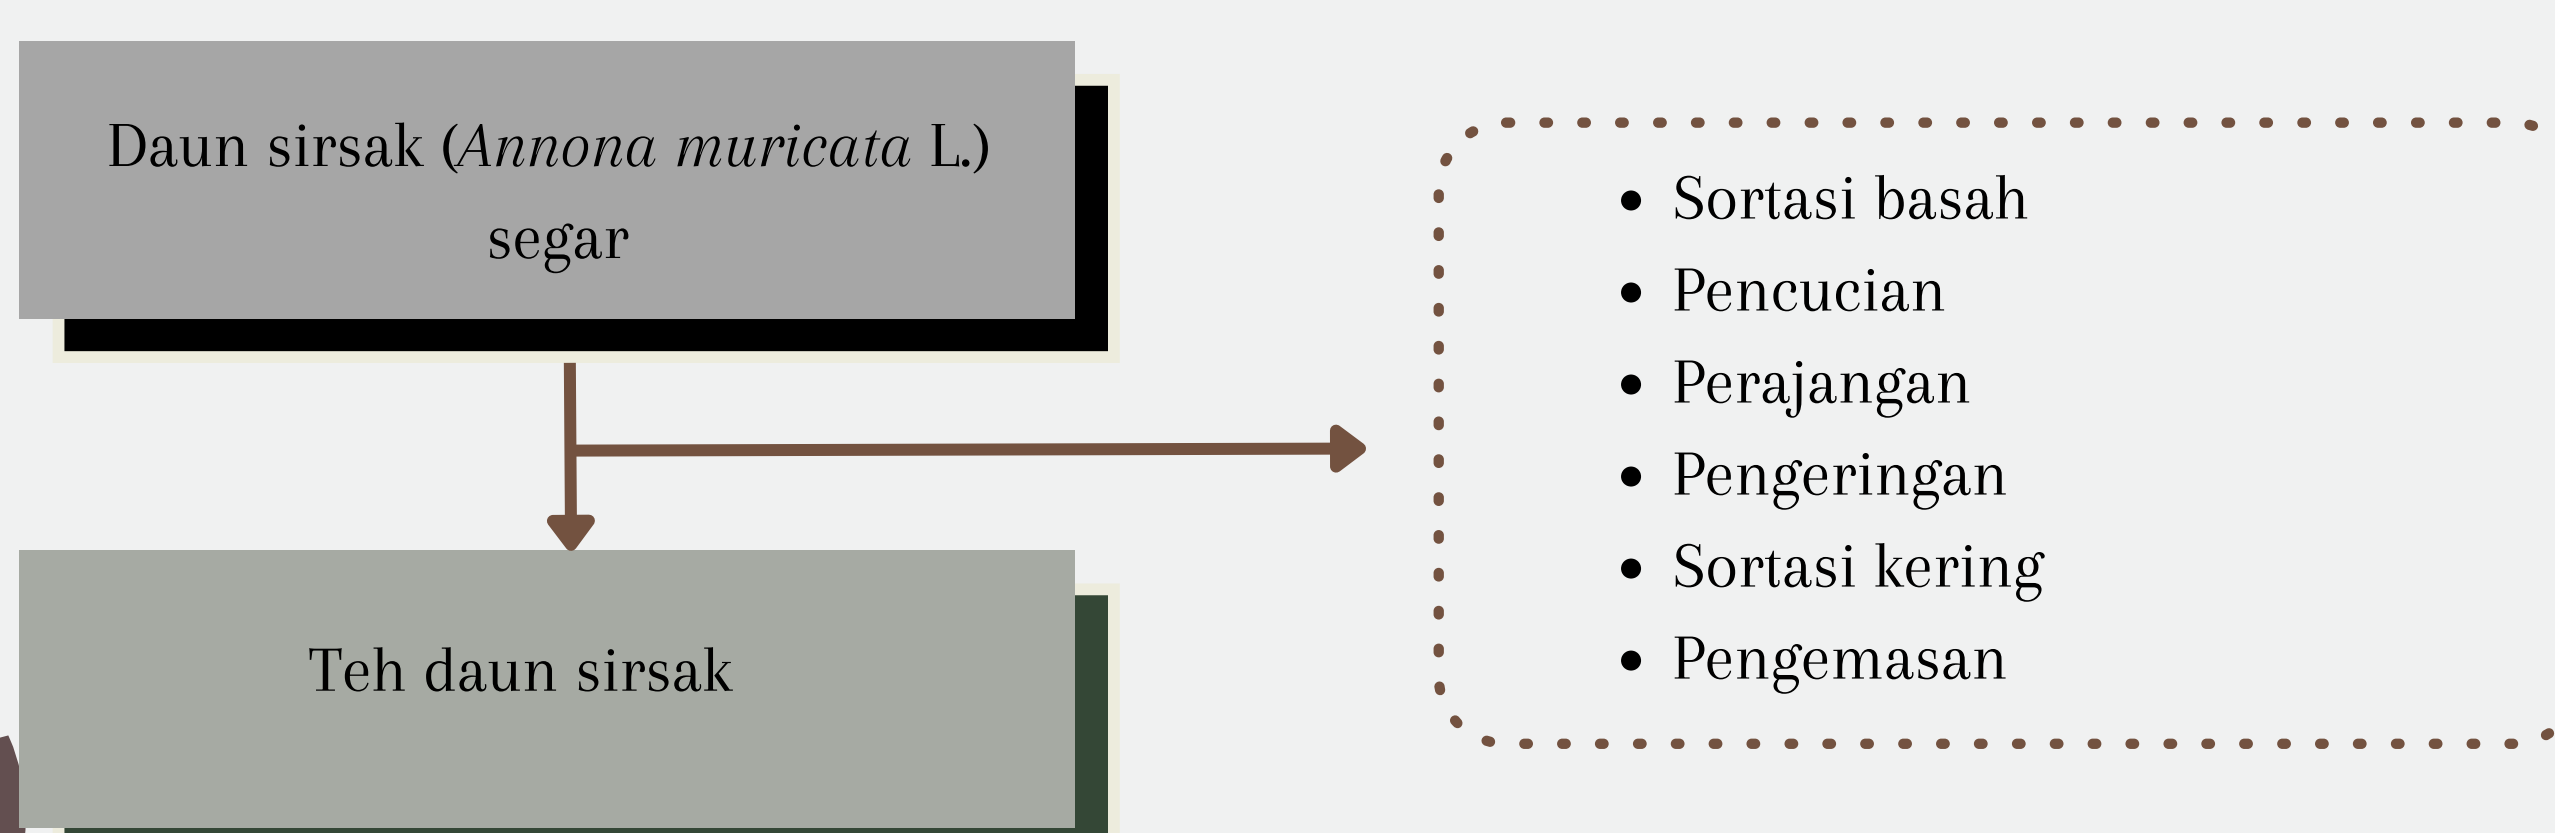 Daun sirsak (Annona muricata L.)
segar
• Sortasi basah
• Pencucian
• Perajangan
• Pengeringan
• Sortasi kering
• Pengemasan
Teh daun sirsak